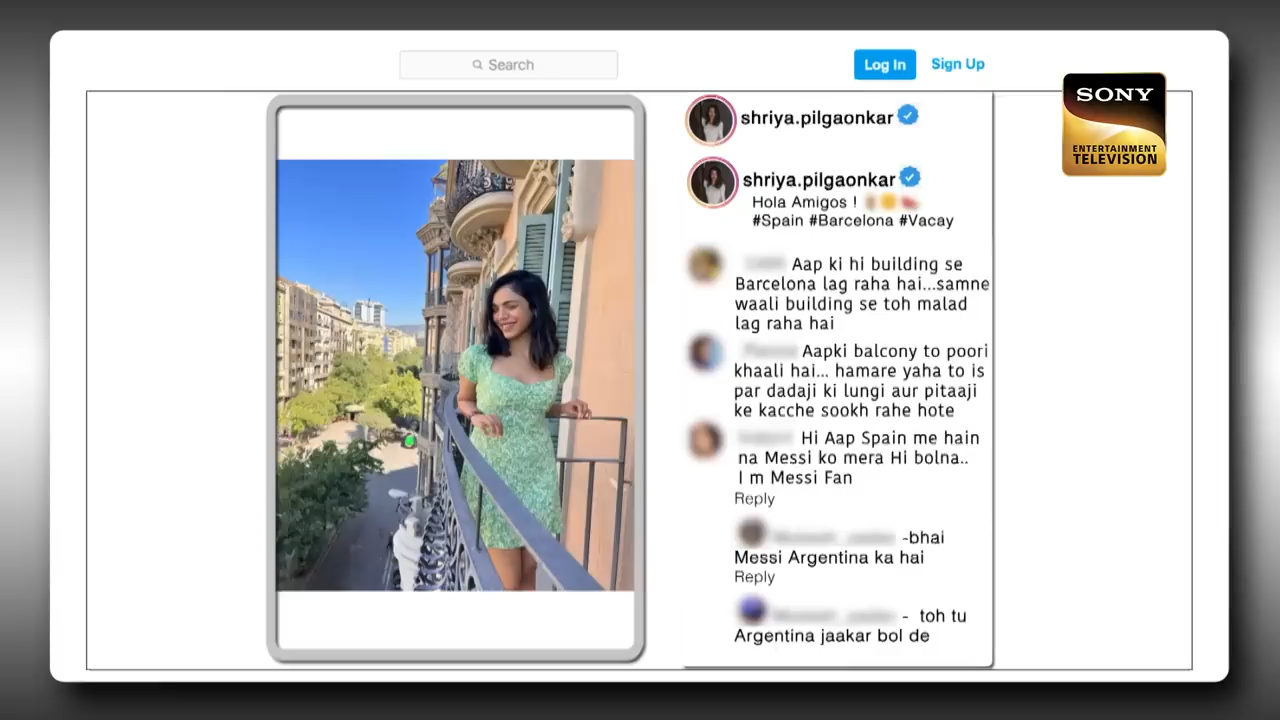 Search
Log In
Sign Up
SONY
ENTERTAINMENT
TELEVISION
shriya.pilgaonkar
shriya.pilgaonkar
Hola Amigos !
#Spain #Barcelona #Vacay
Aap ki hi building se
Barcelona lag raha hai...samne
waali building se toh malad
lag raha hai
Aapki balcony to poori
khaali hai... hamare yaha to is
par dadaji ki lungi aur pitaaji
ke kacche sookh rahe hote
Hi Aap Spain me hain
na Messi ko mera Hi bolna..
I m Messi Fan
Reply
-bhai
Messi Argentina ka hai
Reply
- toh tu
Argentina jaakar bol de